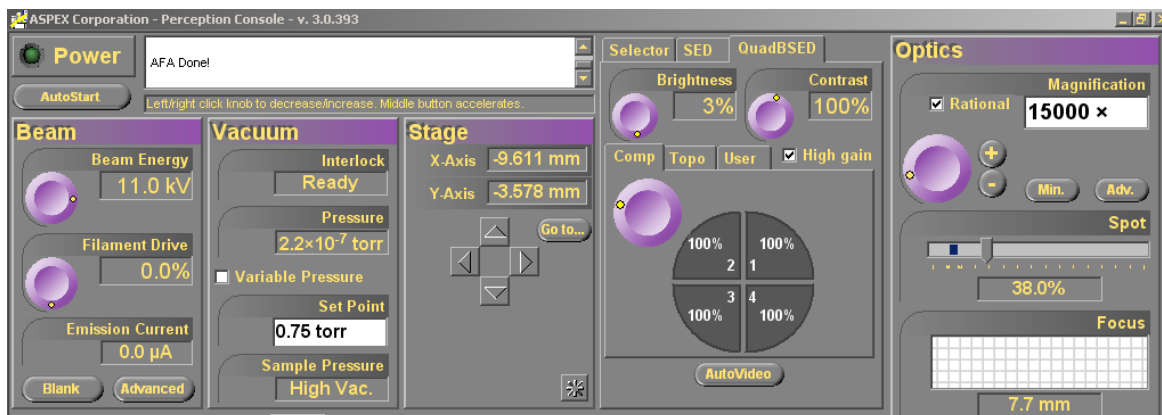 ASPEX Corporation - Perception Console - v. 3.0.393
Power
AFA Done!
AutoStart
Left/right click knob to decrease/increase. Middle button accelerates.
Beam
Beam Energy
11.0 kV
Filament Drive
0.0%
Emission Current
0.0 µA
Blank
Advanced
Vacuum
Interlock
Ready
Pressure
2.2×10⁻⁷ torr
Variable Pressure
Set Point
0.75 torr
Sample Pressure
High Vac.
Stage
X-Axis -9.611 mm
Y-Axis -3.578 mm
Go to...
Selector SED QuadBSED
Brightness
3%
Contrast
100%
Comp Topo User High gain
100% 100%
2 1
3 4
100% 100%
AutoVideo
Optics
Magnification
Rational 15000 ×
+
-
Min. Adv.
Spot
38.0%
Focus
7.7 mm